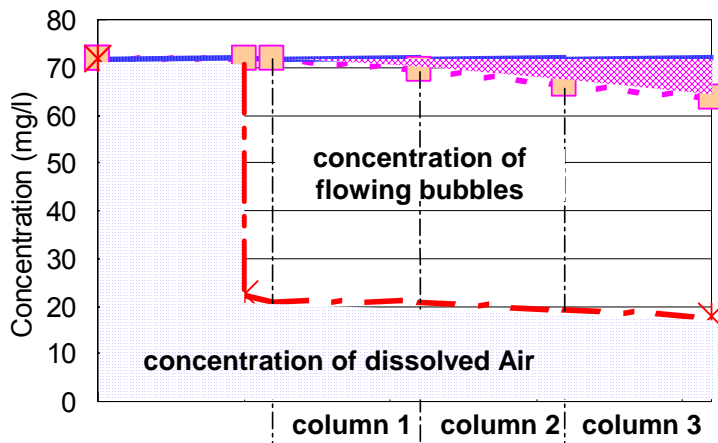 80
70
60
50
40
30
20
10
0
Concentration (mg/l)
concentration of
flowing bubbles
concentration of dissolved Air
column 1
column 2
column 3